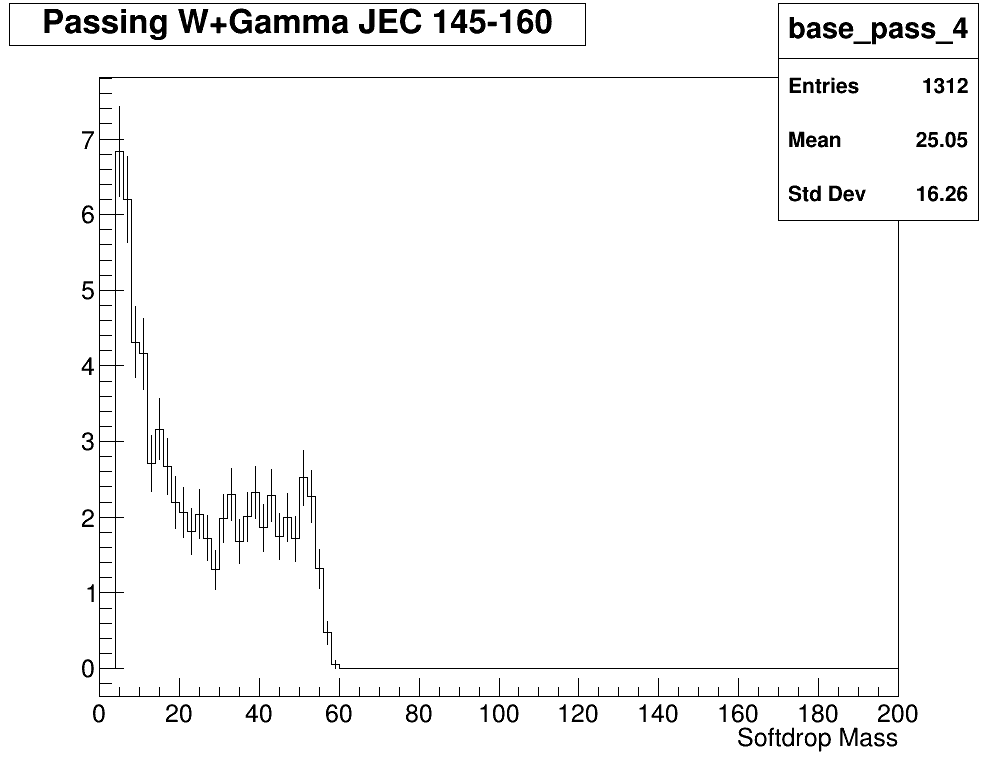 Passing W+Gamma JEC 145-160
base_pass_4
Entries 1312
Mean 25.05
Std Dev 16.26
7
6
5
4
3
2
1
0
0 20 40 60 80 100 120 140 160 180 200
Softdrop Mass